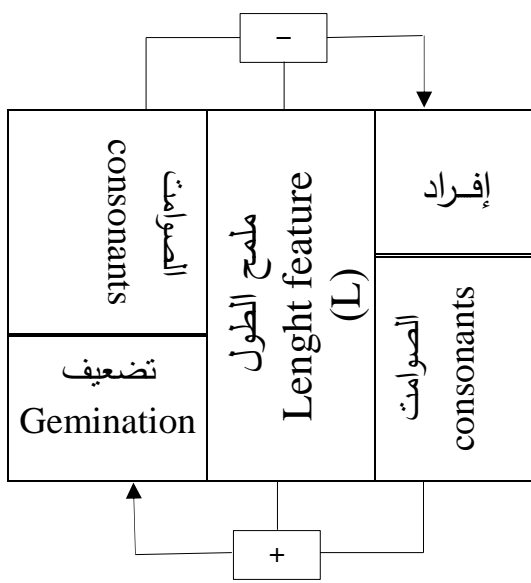 −
الصوامت
consonants
تضعيف
Gemination
ملمح الطول
Lenght feature
(L)
إفـراد
الصوامت
consonants
+